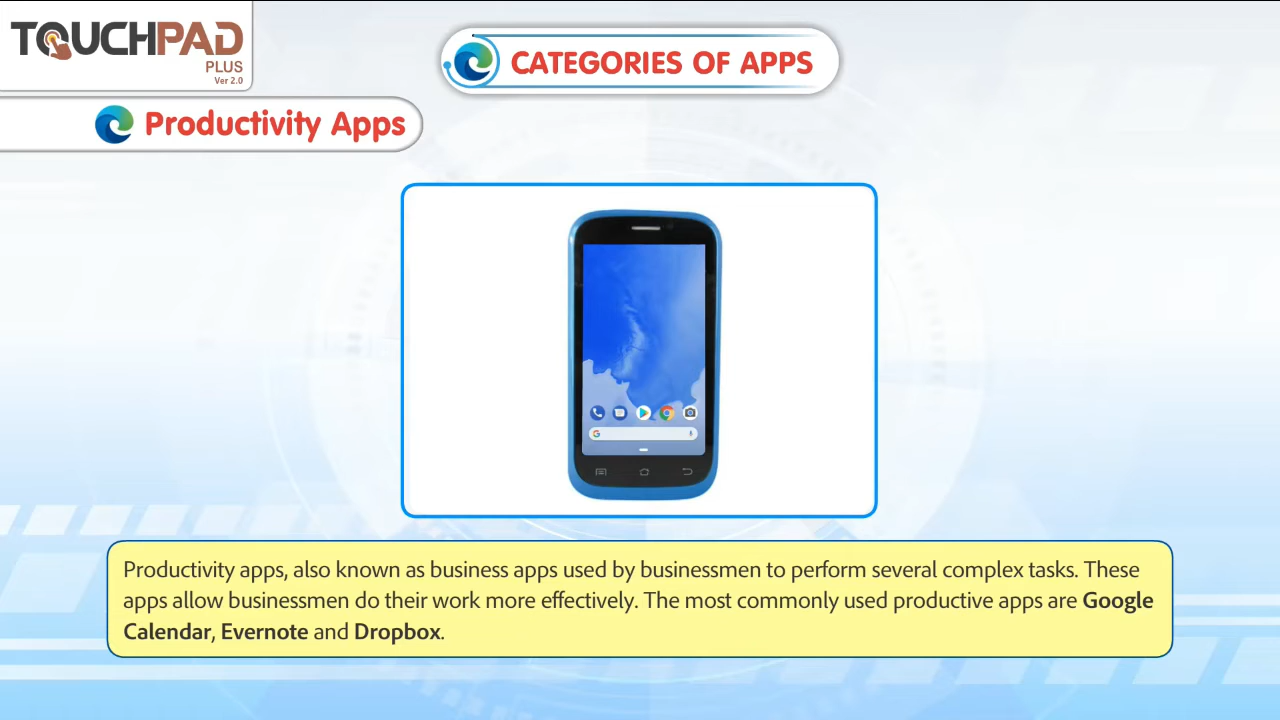 TOUCHPAD
PLUS
Ver 2.0
CATEGORIES OF APPS
Productivity Apps
Productivity apps, also known as business apps used by businessmen to perform several complex tasks. These
apps allow businessmen do their work more effectively. The most commonly used productive apps are Google
Calendar, Evernote and Dropbox.